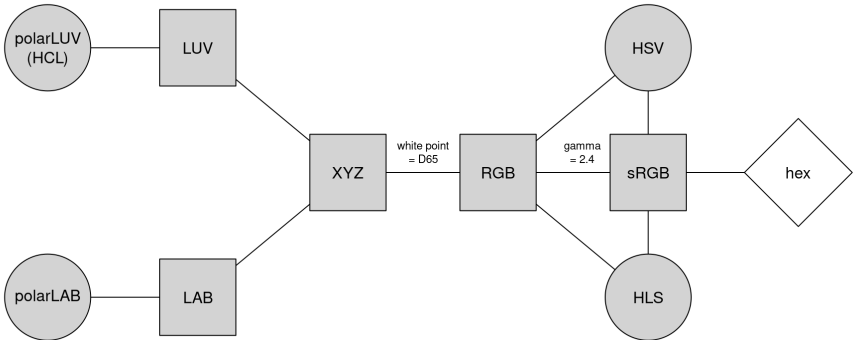 polarLUV
(HCL)
LUV
HSV
XYZ
white point
= D65
RGB
gamma
= 2.4
sRGB
hex
polarLAB
LAB
HLS